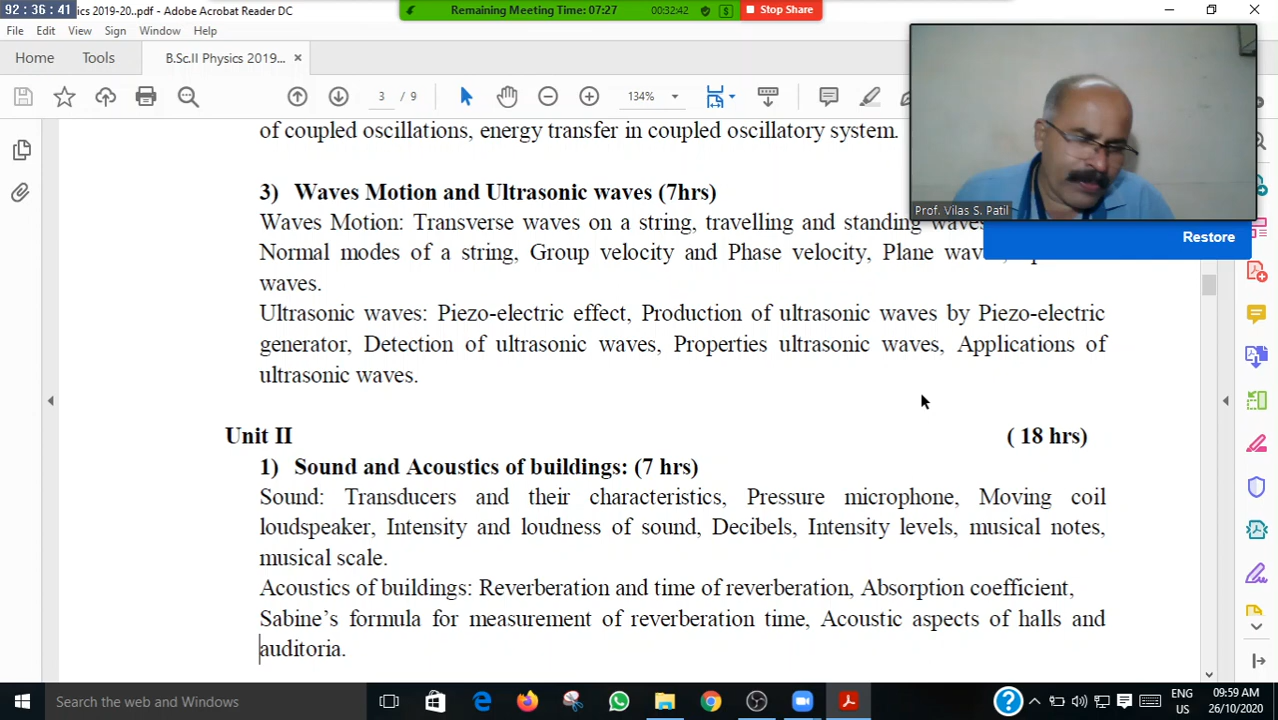 92:36:41
ics 2019-20..pdf - Adobe Acrobat Reader DC
Remaining Meeting Time: 07:27
00:32:42
Stop Share
File Edit View Sign Window Help
Home Tools B.Sc.II Physics 2019... ×
3 / 9
134%
of coupled oscillations, energy transfer in coupled oscillatory system.
3) Waves Motion and Ultrasonic waves (7hrs)
Waves Motion: Transverse waves on a string, travelling and standing waves
Normal modes of a string, Group velocity and Phase velocity, Plane
waves.
Ultrasonic waves: Piezo-electric effect, Production of ultrasonic waves by Piezo-electric
generator, Detection of ultrasonic waves, Properties ultrasonic waves, Applications of
ultrasonic waves.
Unit II ( 18 hrs)
1) Sound and Acoustics of buildings: (7 hrs)
Sound: Transducers and their characteristics, Pressure microphone, Moving coil
loudspeaker, Intensity and loudness of sound, Decibels, Intensity levels, musical notes,
musical scale.
Acoustics of buildings: Reverberation and time of reverberation, Absorption coefficient,
Sabine’s formula for measurement of reverberation time, Acoustic aspects of halls and
auditoria.
Prof. Vilas S. Patil
Restore
Search the web and Windows
ENG
US
09:59 AM
26/10/2020